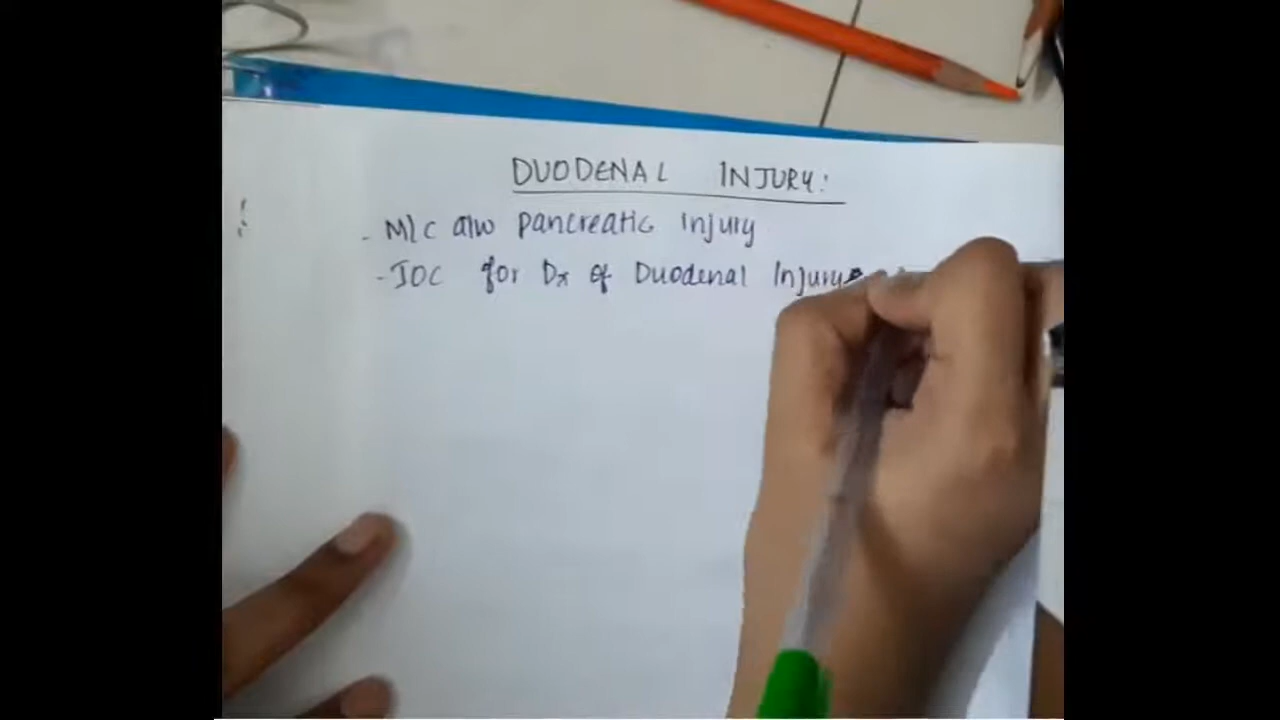 DUODENAL INJURY:
- M/C a/w pancreatic Injury
- IOC for Dx of Duodenal Injury